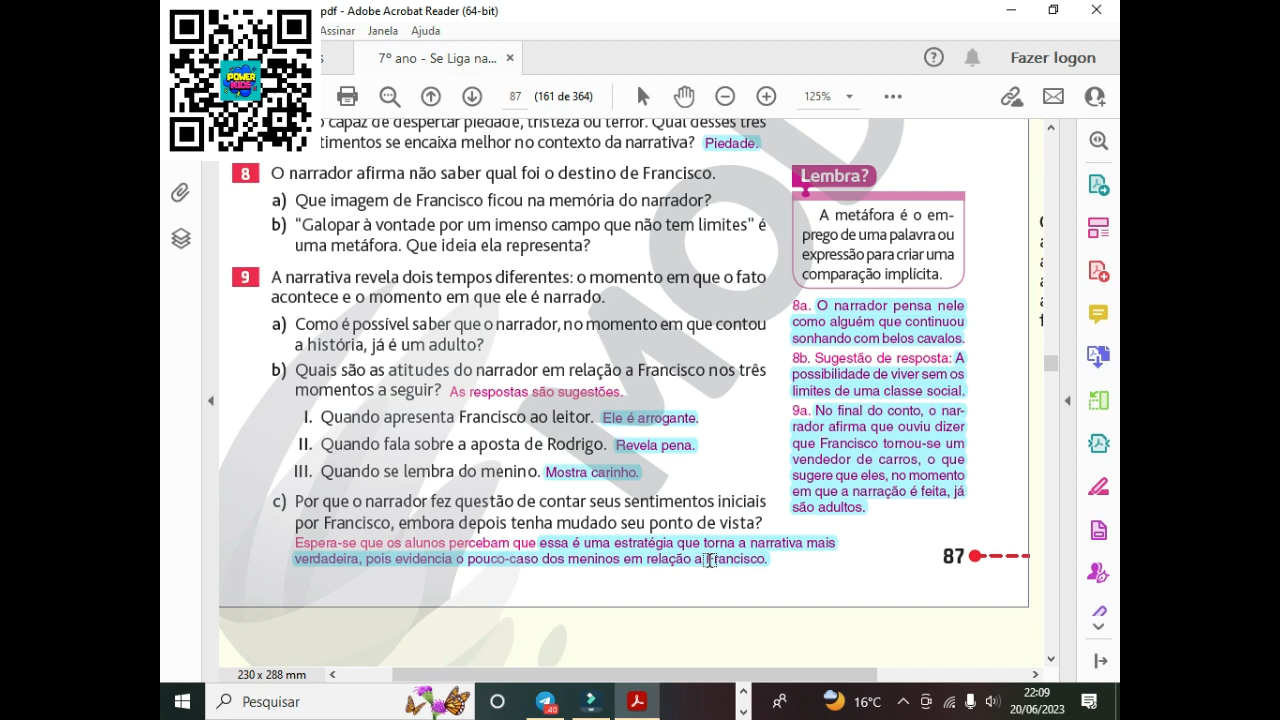 .pdf - Adobe Acrobat Reader (64-bit)
Assinar Janela Ajuda
7º ano - Se Liga na...
Fazer logon
POWER KIDS
87 (161 de 364)
125%
capaz de despertar piedade, tristeza ou terror. Qual desses três
timentos se encaixa melhor no contexto da narrativa? Piedade.
8 O narrador afirma não saber qual foi o destino de Francisco.
a) Que imagem de Francisco ficou na memória do narrador?
b) “Galopar à vontade por um imenso campo que não tem limites” é
uma metáfora. Que ideia ela representa?
9 A narrativa revela dois tempos diferentes: o momento em que o fato
acontece e o momento em que ele é narrado.
a) Como é possível saber que o narrador, no momento em que contou
a história, já é um adulto?
b) Quais são as atitudes do narrador em relação a Francisco nos três
momentos a seguir? As respostas são sugestões.
I. Quando apresenta Francisco ao leitor. Ele é arrogante.
II. Quando fala sobre a aposta de Rodrigo. Revela pena.
III. Quando se lembra do menino. Mostra carinho.
c) Por que o narrador fez questão de contar seus sentimentos iniciais
por Francisco, embora depois tenha mudado seu ponto de vista?
Espera-se que os alunos percebam que essa é uma estratégia que torna a narrativa mais
verdadeira, pois evidencia o pouco-caso dos meninos em relação a Francisco.
Lembra?
A metáfora é o em-
prego de uma palavra ou
expressão para criar uma
comparação implícita.
8a. O narrador pensa nele
como alguém que continuou
sonhando com belos cavalos.
8b. Sugestão de resposta: A
possibilidade de viver sem os
limites de uma classe social.
9a. No final do conto, o nar-
rador afirma que ouviu dizer
que Francisco tornou-se um
vendedor de carros, o que
sugere que eles, no momento
em que a narração é feita, já
são adultos.
87
MOD
230 x 288 mm
Pesquisar
40
16°C
22:09
20/06/2023